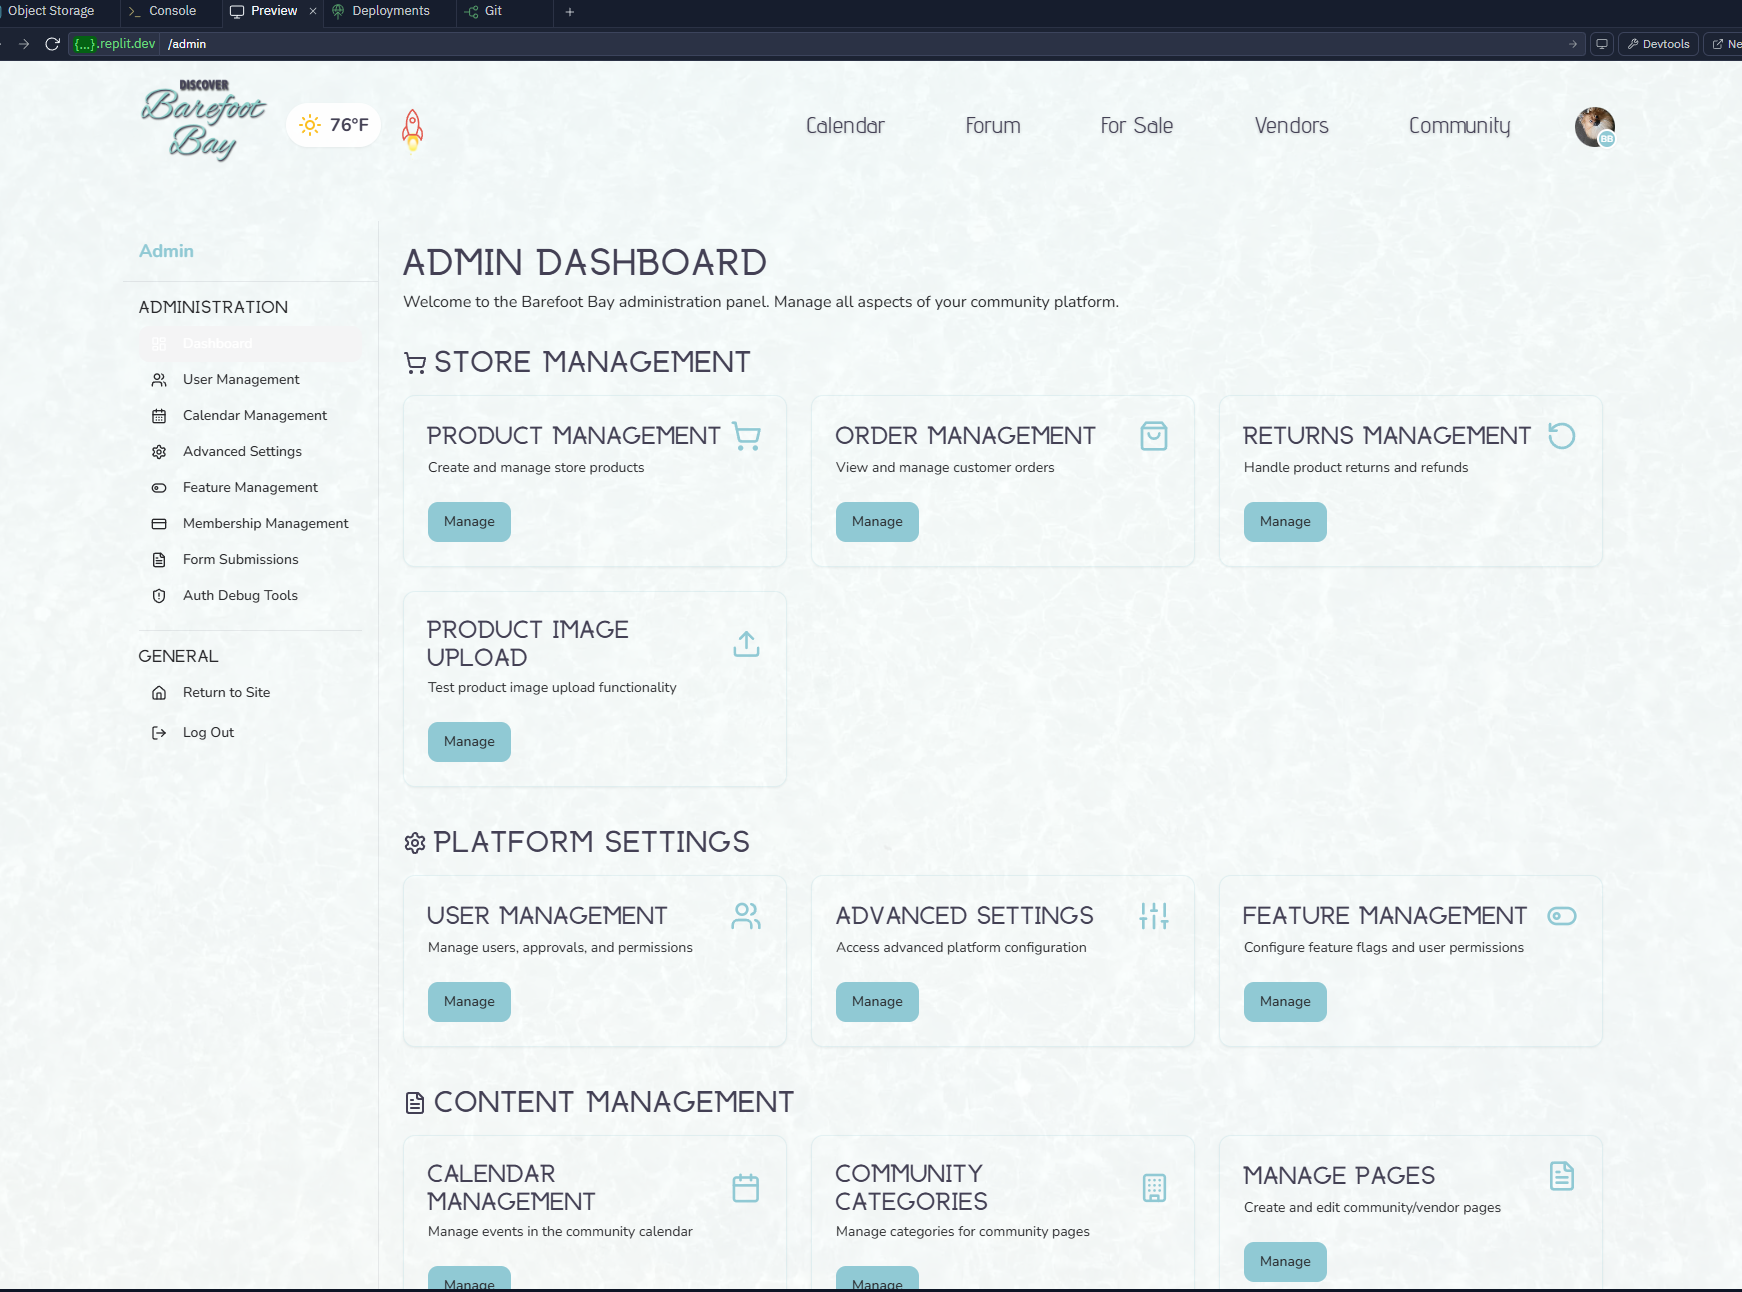 Object Storage
Console
Preview
Deployments
Git
{...}.replit.dev
/admin
Devtools
Ne
DISCOVER
Barefoot
Bay
76°F
Calendar
Forum
For Sale
Vendors
Community
BB
Admin
ADMINISTRATION
Dashboard
User Management
Calendar Management
Advanced Settings
Feature Management
Membership Management
Form Submissions
Auth Debug Tools
GENERAL
Return to Site
Log Out
ADMIN DASHBOARD
Welcome to the Barefoot Bay administration panel. Manage all aspects of your community platform.
STORE MANAGEMENT
PRODUCT MANAGEMENT
Create and manage store products
Manage
ORDER MANAGEMENT
View and manage customer orders
Manage
RETURNS MANAGEMENT
Handle product returns and refunds
Manage
PRODUCT IMAGE
UPLOAD
Test product image upload functionality
Manage
PLATFORM SETTINGS
USER MANAGEMENT
Manage users, approvals, and permissions
Manage
ADVANCED SETTINGS
Access advanced platform configuration
Manage
FEATURE MANAGEMENT
Configure feature flags and user permissions
Manage
CONTENT MANAGEMENT
CALENDAR
MANAGEMENT
Manage events in the community calendar
Manage
COMMUNITY
CATEGORIES
Manage categories for community pages
Manage
MANAGE PAGES
Create and edit community/vendor pages
Manage